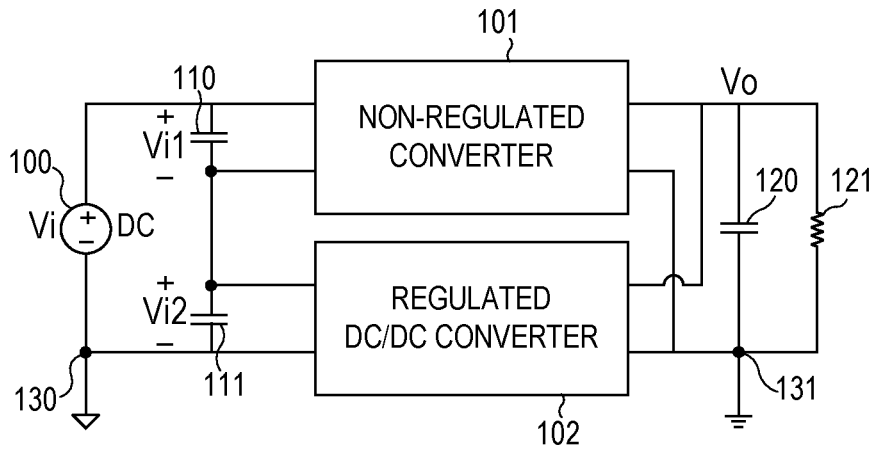 101
110
Vo
+
Vi1
−
NON-REGULATED
CONVERTER
100
120
121
Vi
+
−
DC
+
Vi2
−
REGULATED
DC/DC CONVERTER
130
111
131
102